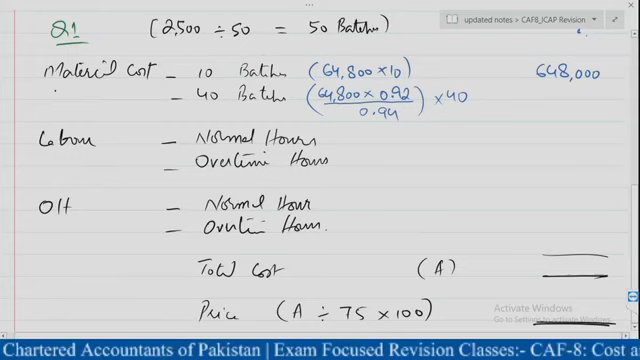 updated notes > CAF8_ICAP Revision
Q1 (2,500 ÷ 50 = 50 Batches)
Material Cost – 10 Batches (64,800 × 10) 648,000
– 40 Batches (64,800 × 0.92 / 0.94) × 40
Labour – Normal Hours
– Overtime Hours
OH – Normal Hour
– Overtime Hour.
Total Cost (A)
Price (A ÷ 75 × 100)
Activate Windows
Go to Settings to activate Windows.
Chartered Accountants of Pakistan | Exam Focused Revision Classes:- CAF-8: Cost a